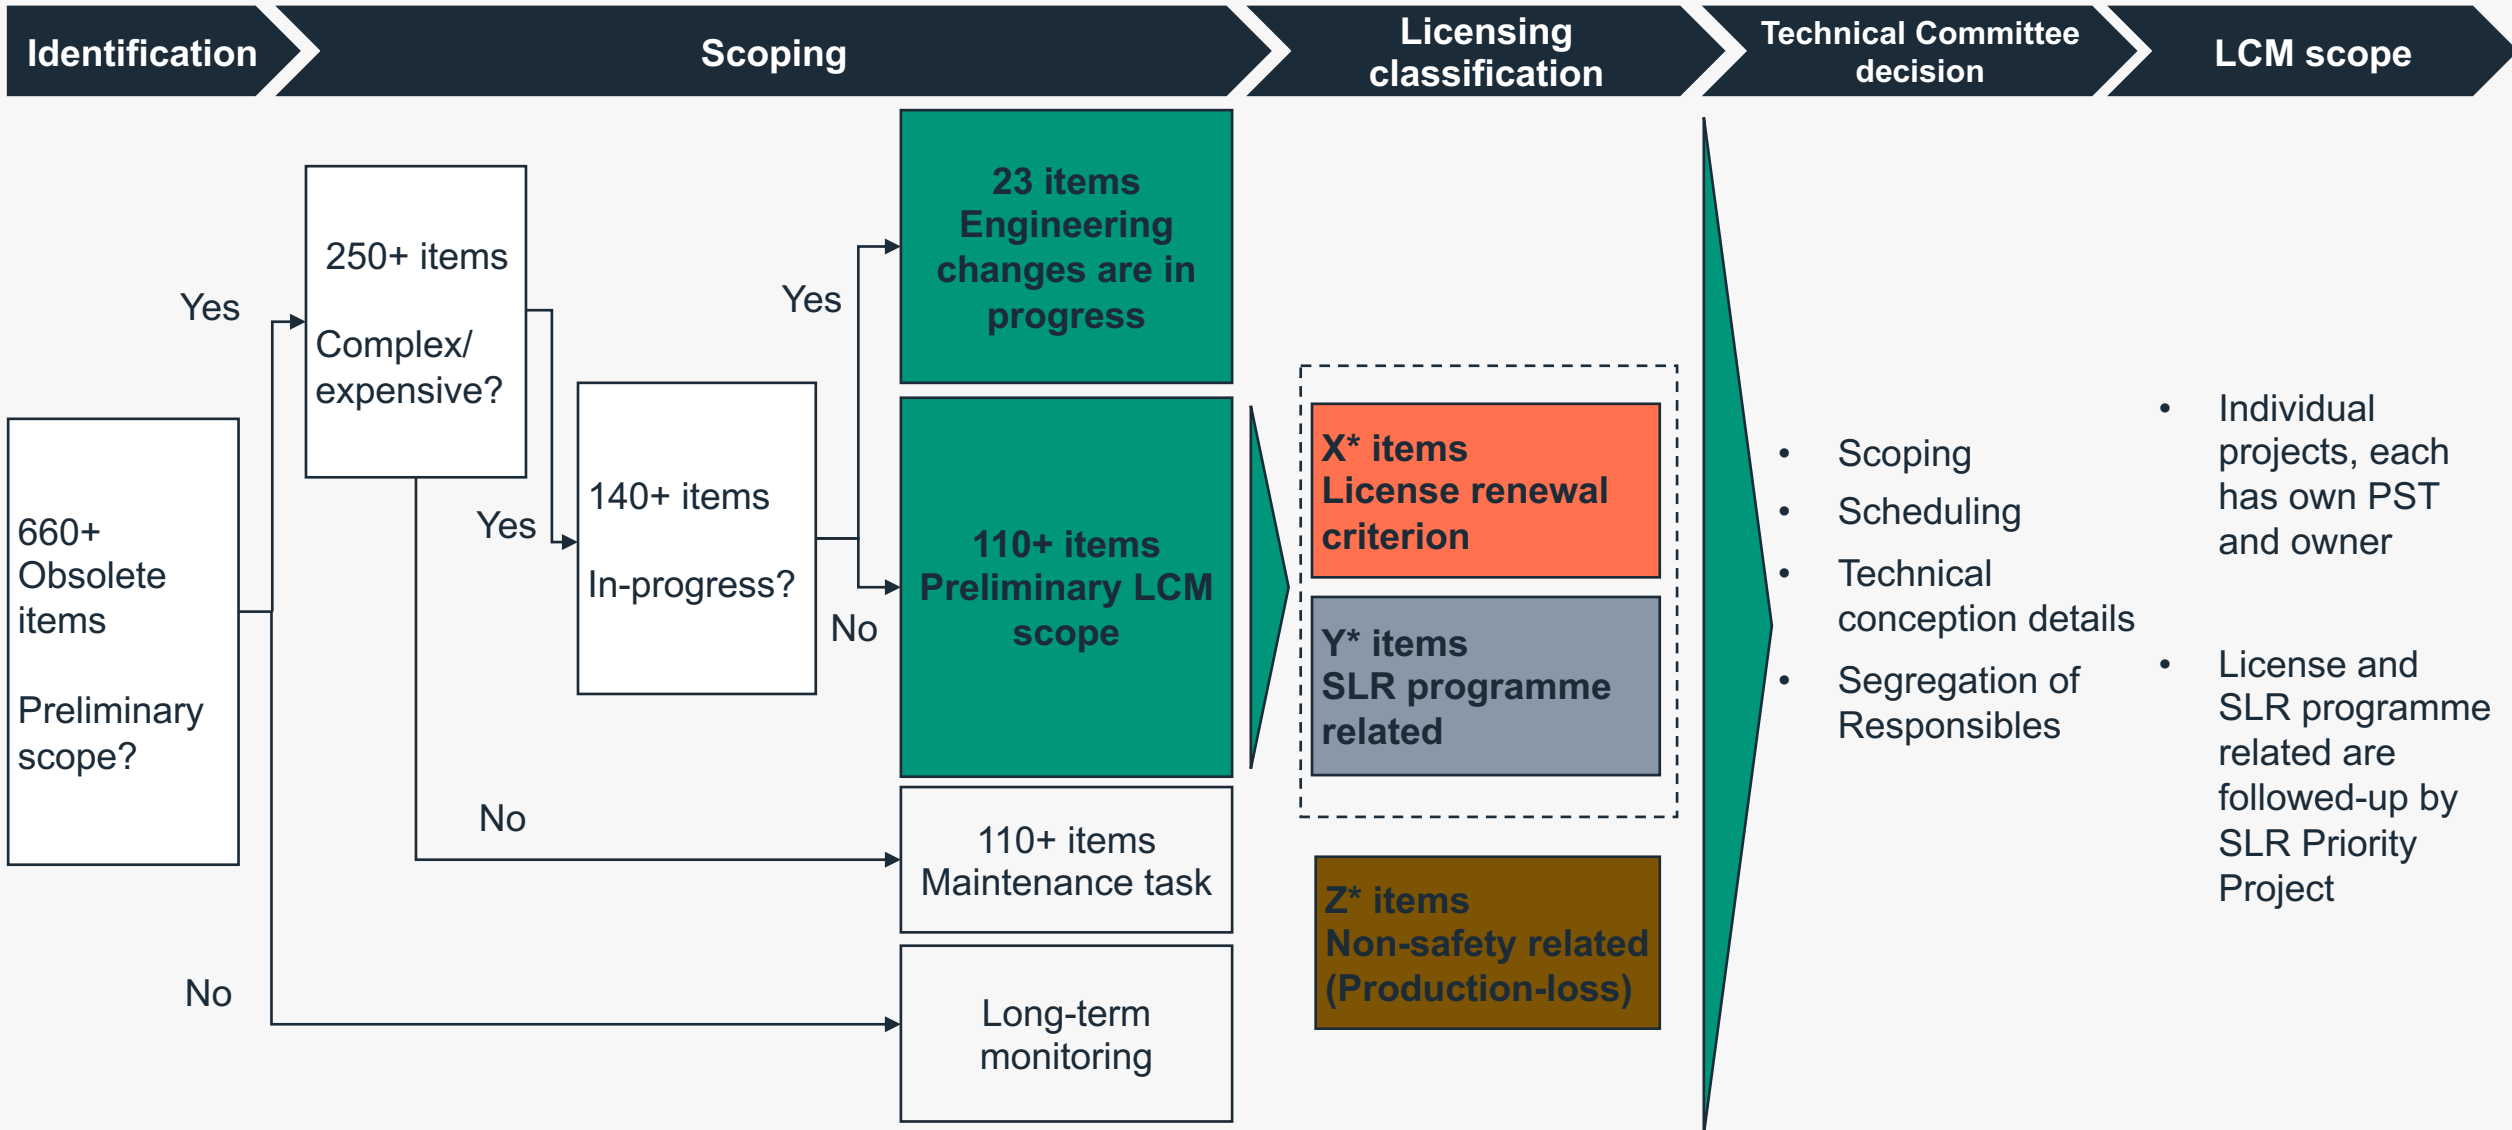 Identification
Scoping
Licensing
classification
Technical Committee
decision
LCM scope
660+
Obsolete
items
Preliminary
scope?
Yes
No
250+ items
Complex/
expensive?
Yes
No
140+ items
In-progress?
Yes
No
23 items
Engineering
changes are in
progress
110+ items
Preliminary LCM
scope
110+ items
Maintenance task
Long-term
monitoring
X* items
License renewal
criterion
Y* items
SLR programme
related
Z* items
Non-safety related
(Production-loss)
• Scoping
• Scheduling
• Technical
conception details
• Segregation of
Responsibles
• Individual
projects, each
has own PST
and owner
• License and
SLR programme
related are
followed-up by
SLR Priority
Project